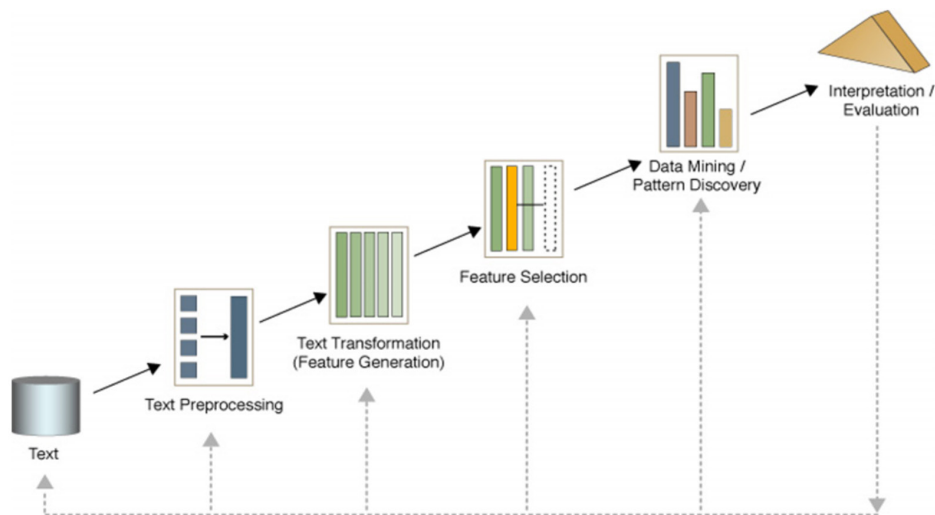 Text
Text Preprocessing
Text Transformation
(Feature Generation)
Feature Selection
Data Mining /
Pattern Discovery
Interpretation /
Evaluation